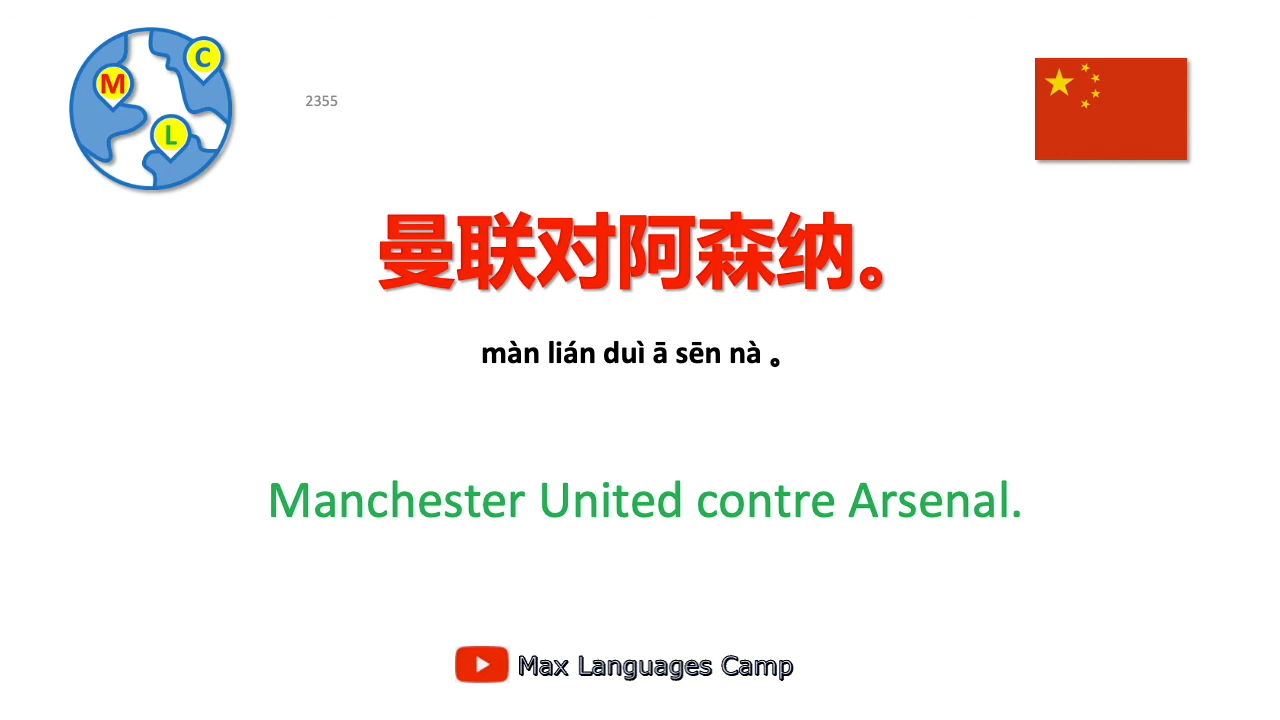 M
C
L
2355
曼联对阿森纳。
màn lián duì ā sēn nà 。
Manchester United contre Arsenal.
Max Languages Camp